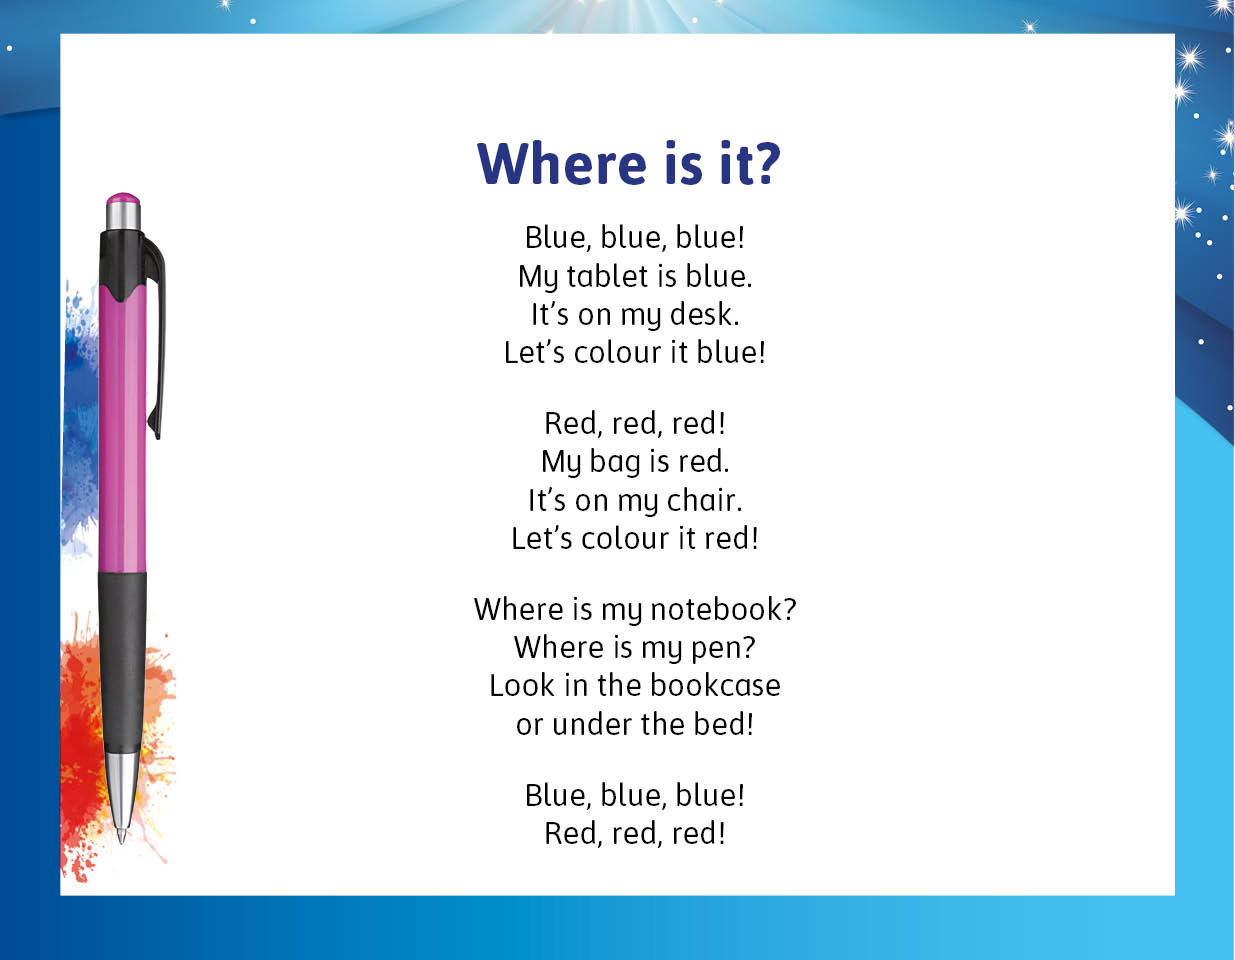 Where is it?
Blue, blue, blue!
My tablet is blue.
It’s on my desk.
Let’s colour it blue!
Red, red, red!
My bag is red.
It’s on my chair.
Let’s colour it red!
Where is my notebook?
Where is my pen?
Look in the bookcase
or under the bed!
Blue, blue, blue!
Red, red, red!